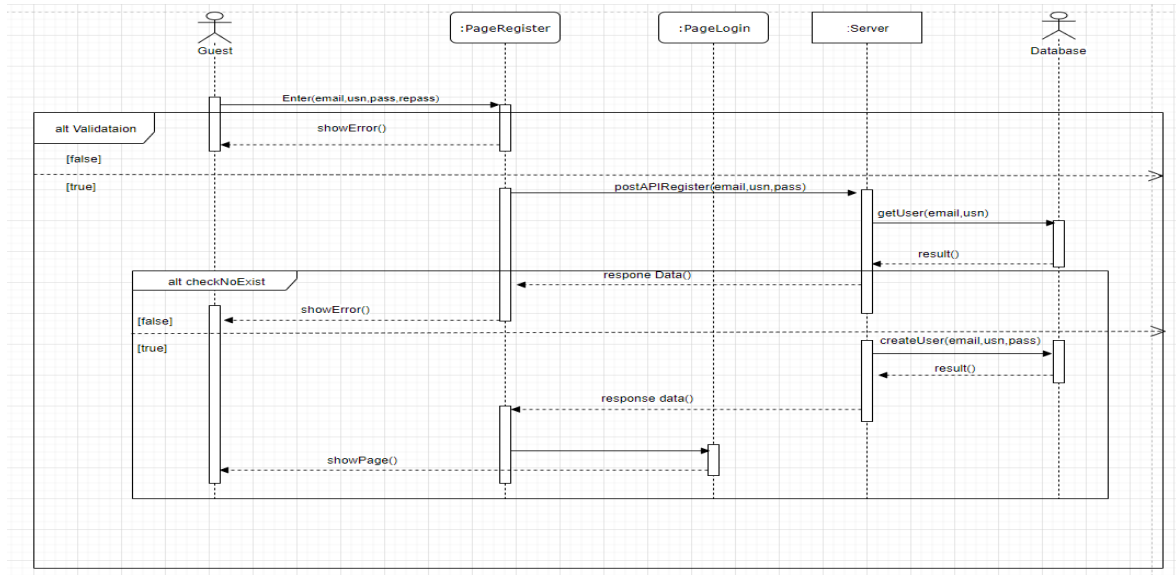 Guest
:PageRegister
:PageLogin
:Server
Database
Enter(email,usn,pass,repass)
alt Validataion
showError()
[false]
[true]
postAPIRegister(email,usn,pass)
getUser(email,usn)
result()
respone Data()
alt checkNoExist
showError()
[false]
[true]
createUser(email,usn,pass)
result()
response data()
showPage()